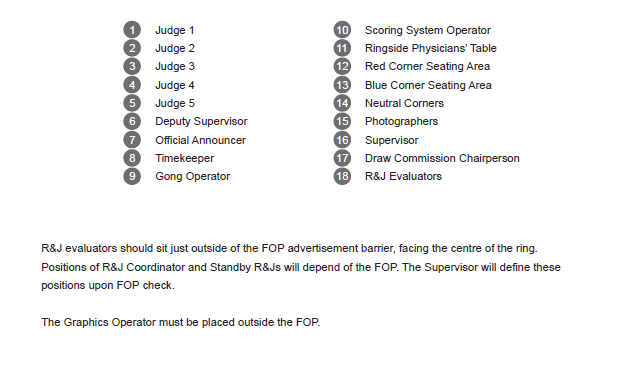 1 Judge 1
2 Judge 2
3 Judge 3
4 Judge 4
5 Judge 5
6 Deputy Supervisor
7 Official Announcer
8 Timekeeper
9 Gong Operator
10 Scoring System Operator
11 Ringside Physicians' Table
12 Red Corner Seating Area
13 Blue Corner Seating Area
14 Neutral Corners
15 Photographers
16 Supervisor
17 Draw Commission Chairperson
18 R&J Evaluators
R&J evaluators should sit just outside of the FOP advertisement barrier, facing the centre of the ring.
Positions of R&J Coordinator and Standby R&Js will depend of the FOP. The Supervisor will define these
positions upon FOP check.
The Graphics Operator must be placed outside the FOP.